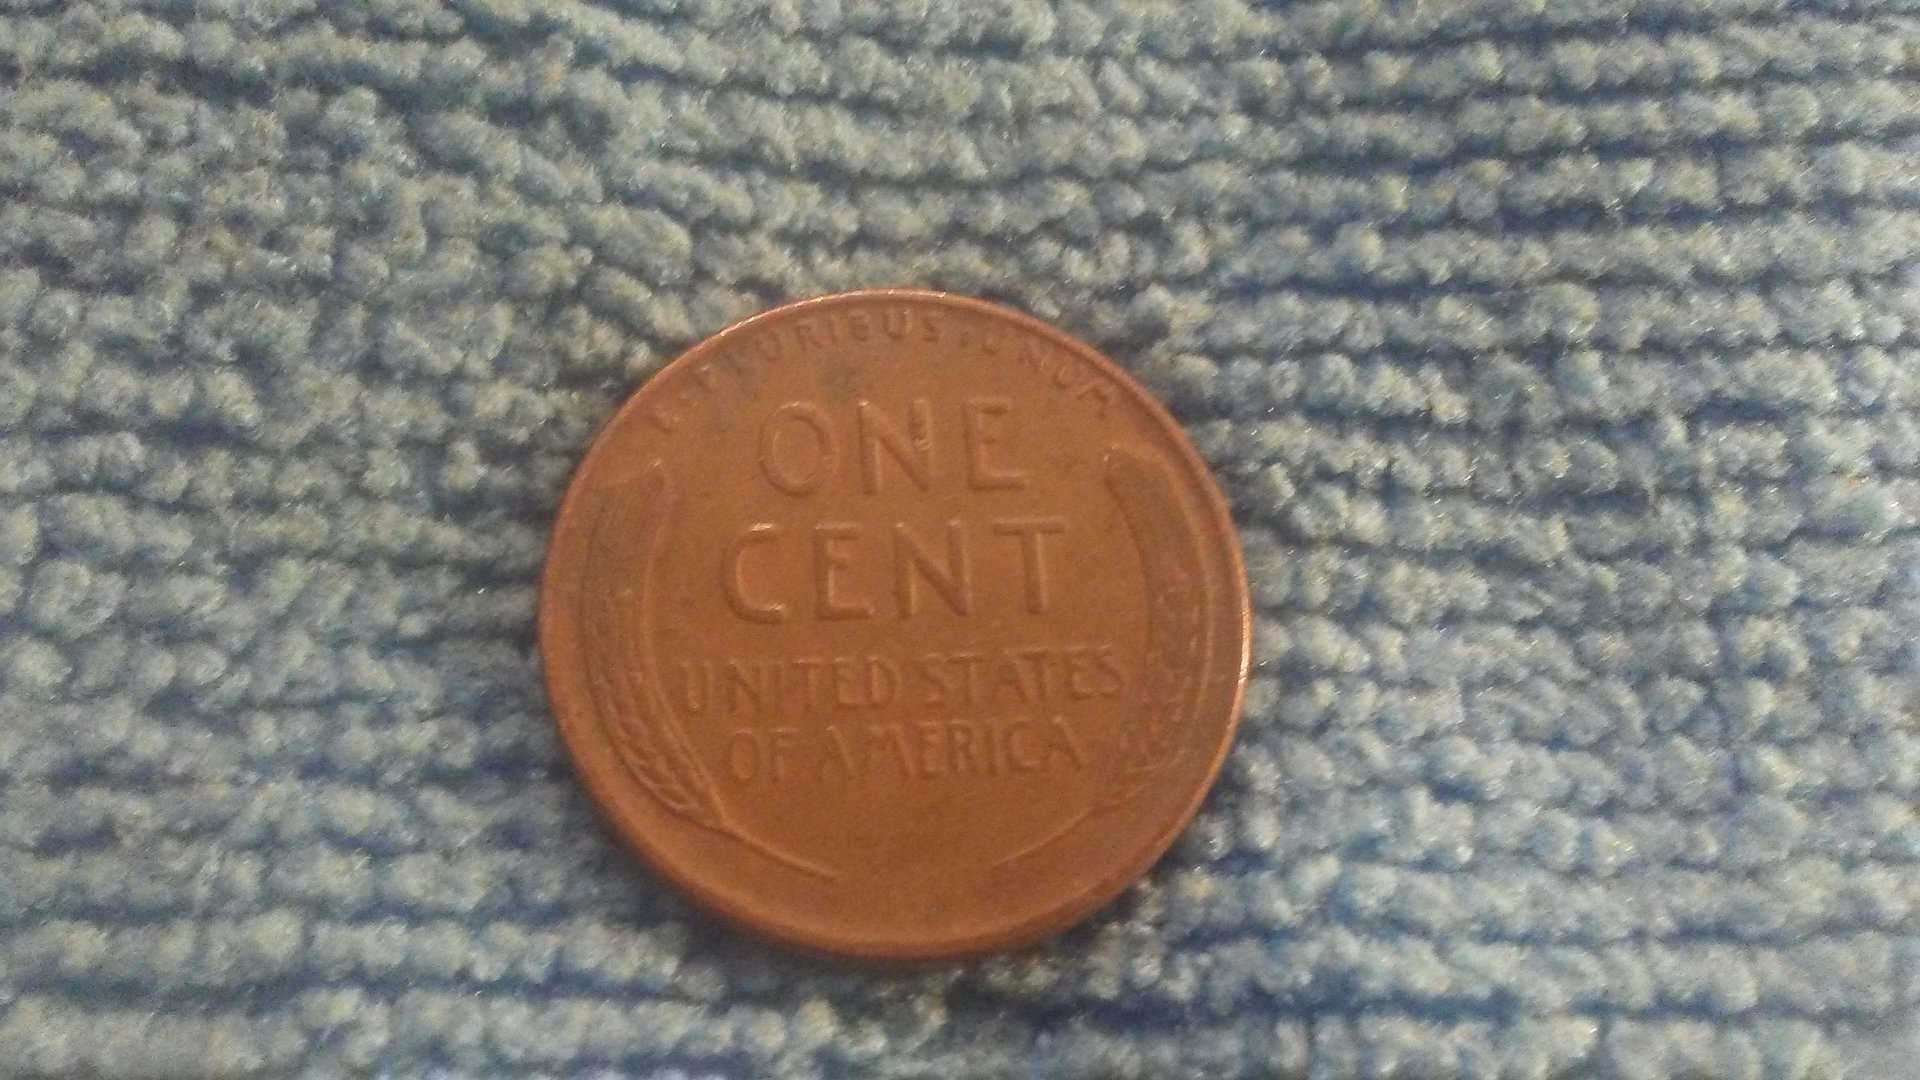 E·PLURIBUS·UNUM
ONE
CENT
UNITED STATES
OF AMERICA